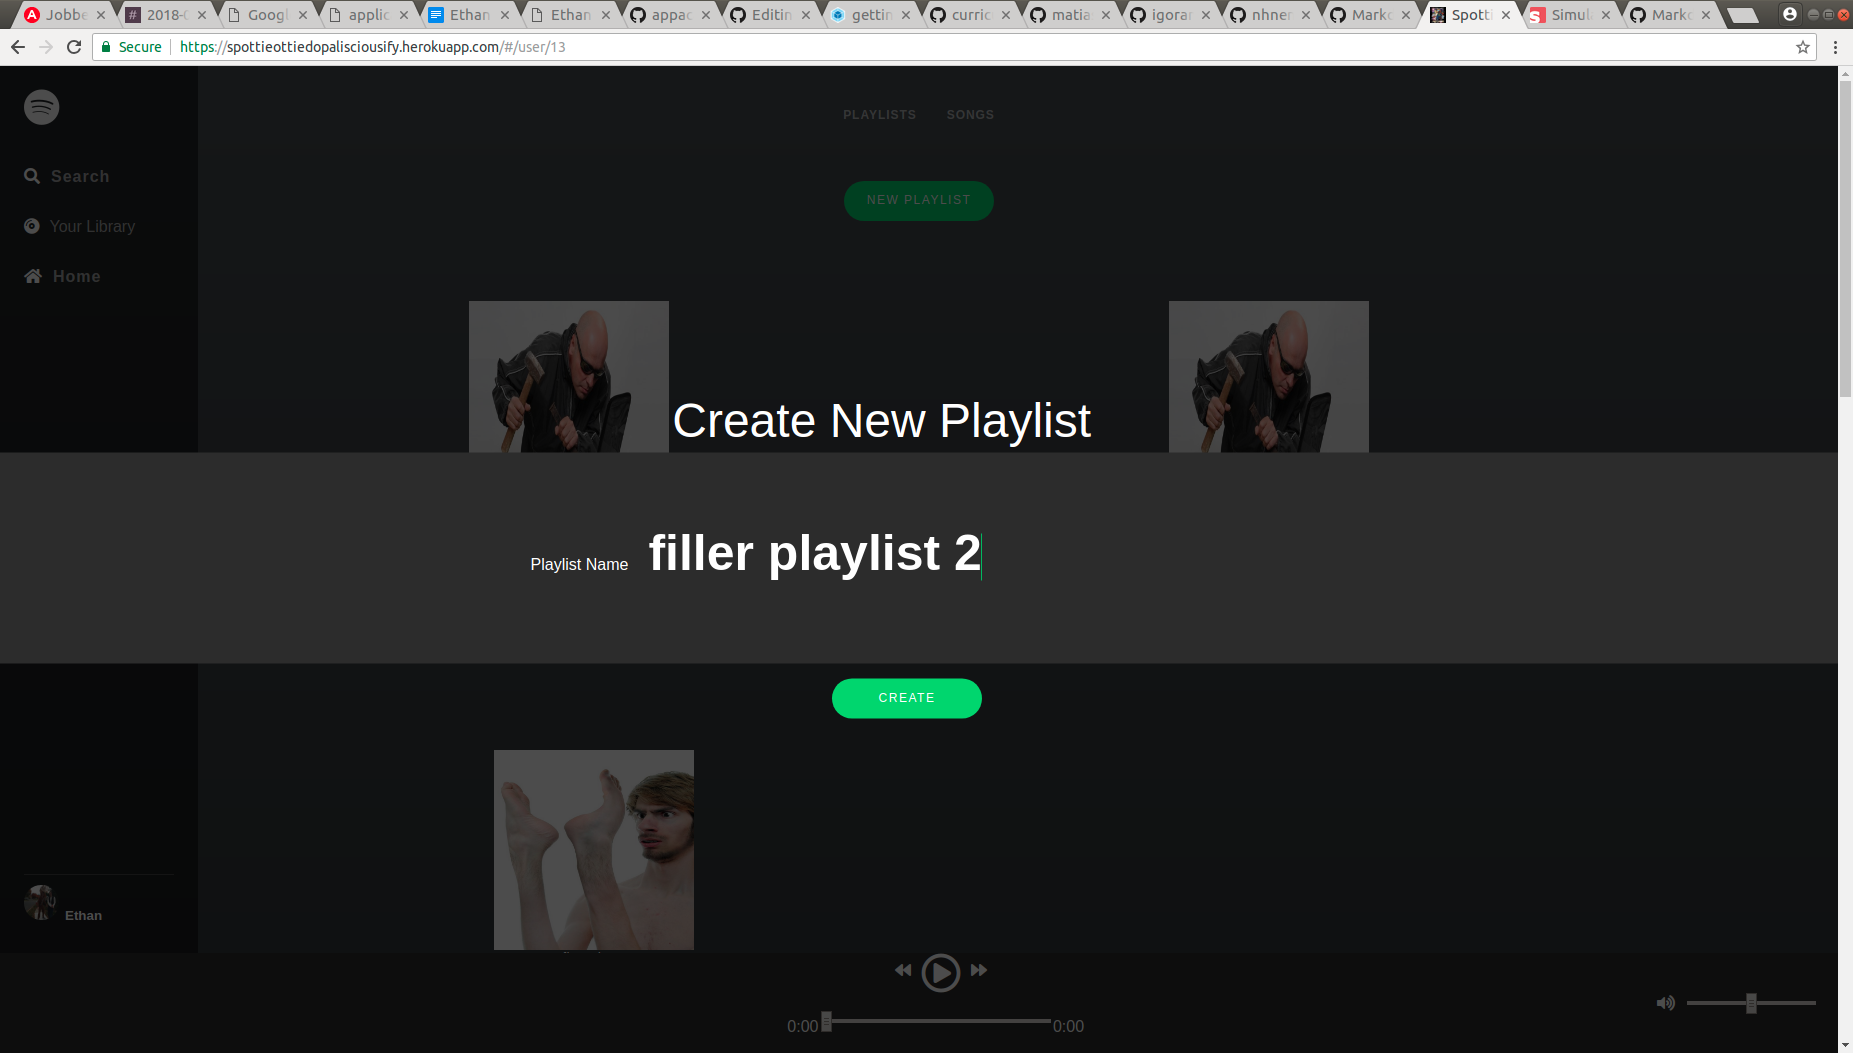 Jobbe
2018-0
Googl
applic
Ethan
Ethan
appac
Editin
gettin
curric
matia
igorar
nhner
Marko
Spotti
Simul
Marko
Secure
https://spottieottiedopalisciousify.herokuapp.com/#/user/13
PLAYLISTS SONGS
Search
NEW PLAYLIST
Your Library
Home
Create New Playlist
Playlist Name filler playlist 2
CREATE
Ethan
0:00 0:00